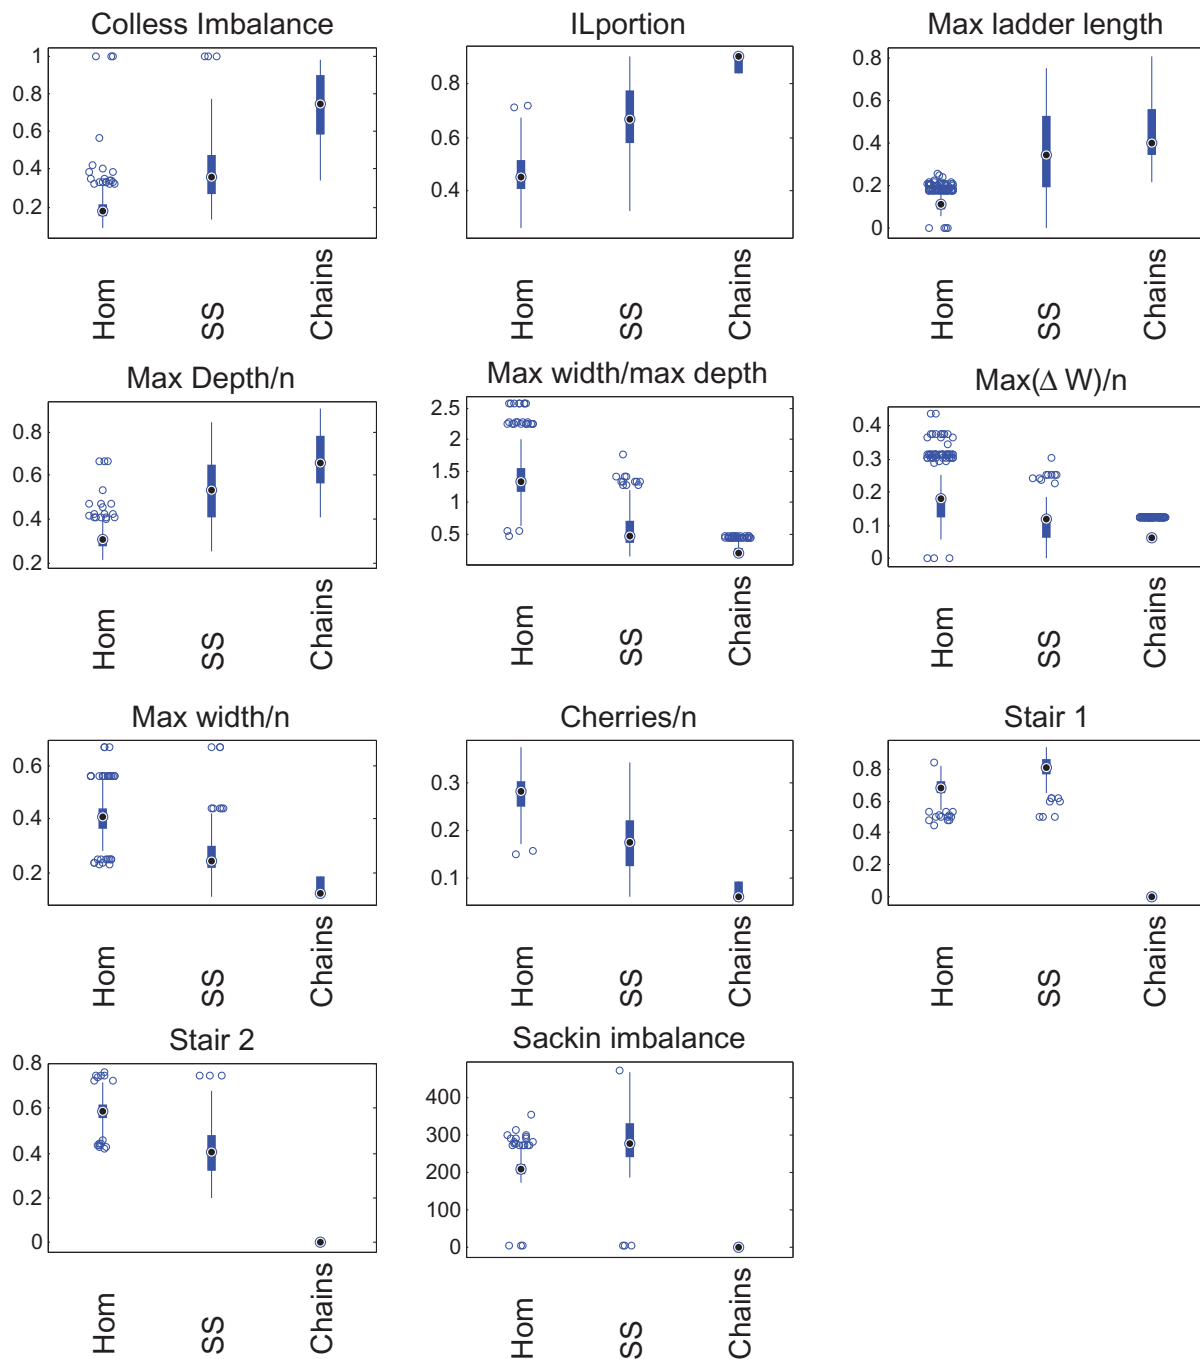 Colless Imbalance
1
0.8
0.6
0.4
0.2
Hom
SS
Chains
ILportion
0.8
0.6
0.4
Hom
SS
Chains
Max ladder length
0.8
0.6
0.4
0.2
0
Hom
SS
Chains
Max Depth/n
0.8
0.6
0.4
0.2
Hom
SS
Chains
Max width/max depth
2.5
2
1.5
1
0.5
Hom
SS
Chains
Max(Δ W)/n
0.4
0.3
0.2
0.1
0
Hom
SS
Chains
Max width/n
0.6
0.4
0.2
Hom
SS
Chains
Cherries/n
0.3
0.2
0.1
Hom
SS
Chains
Stair 1
0.8
0.6
0.4
0.2
0
Hom
SS
Chains
Stair 2
0.8
0.6
0.4
0.2
0
Hom
SS
Chains
Sackin imbalance
400
300
200
100
0
Hom
SS
Chains